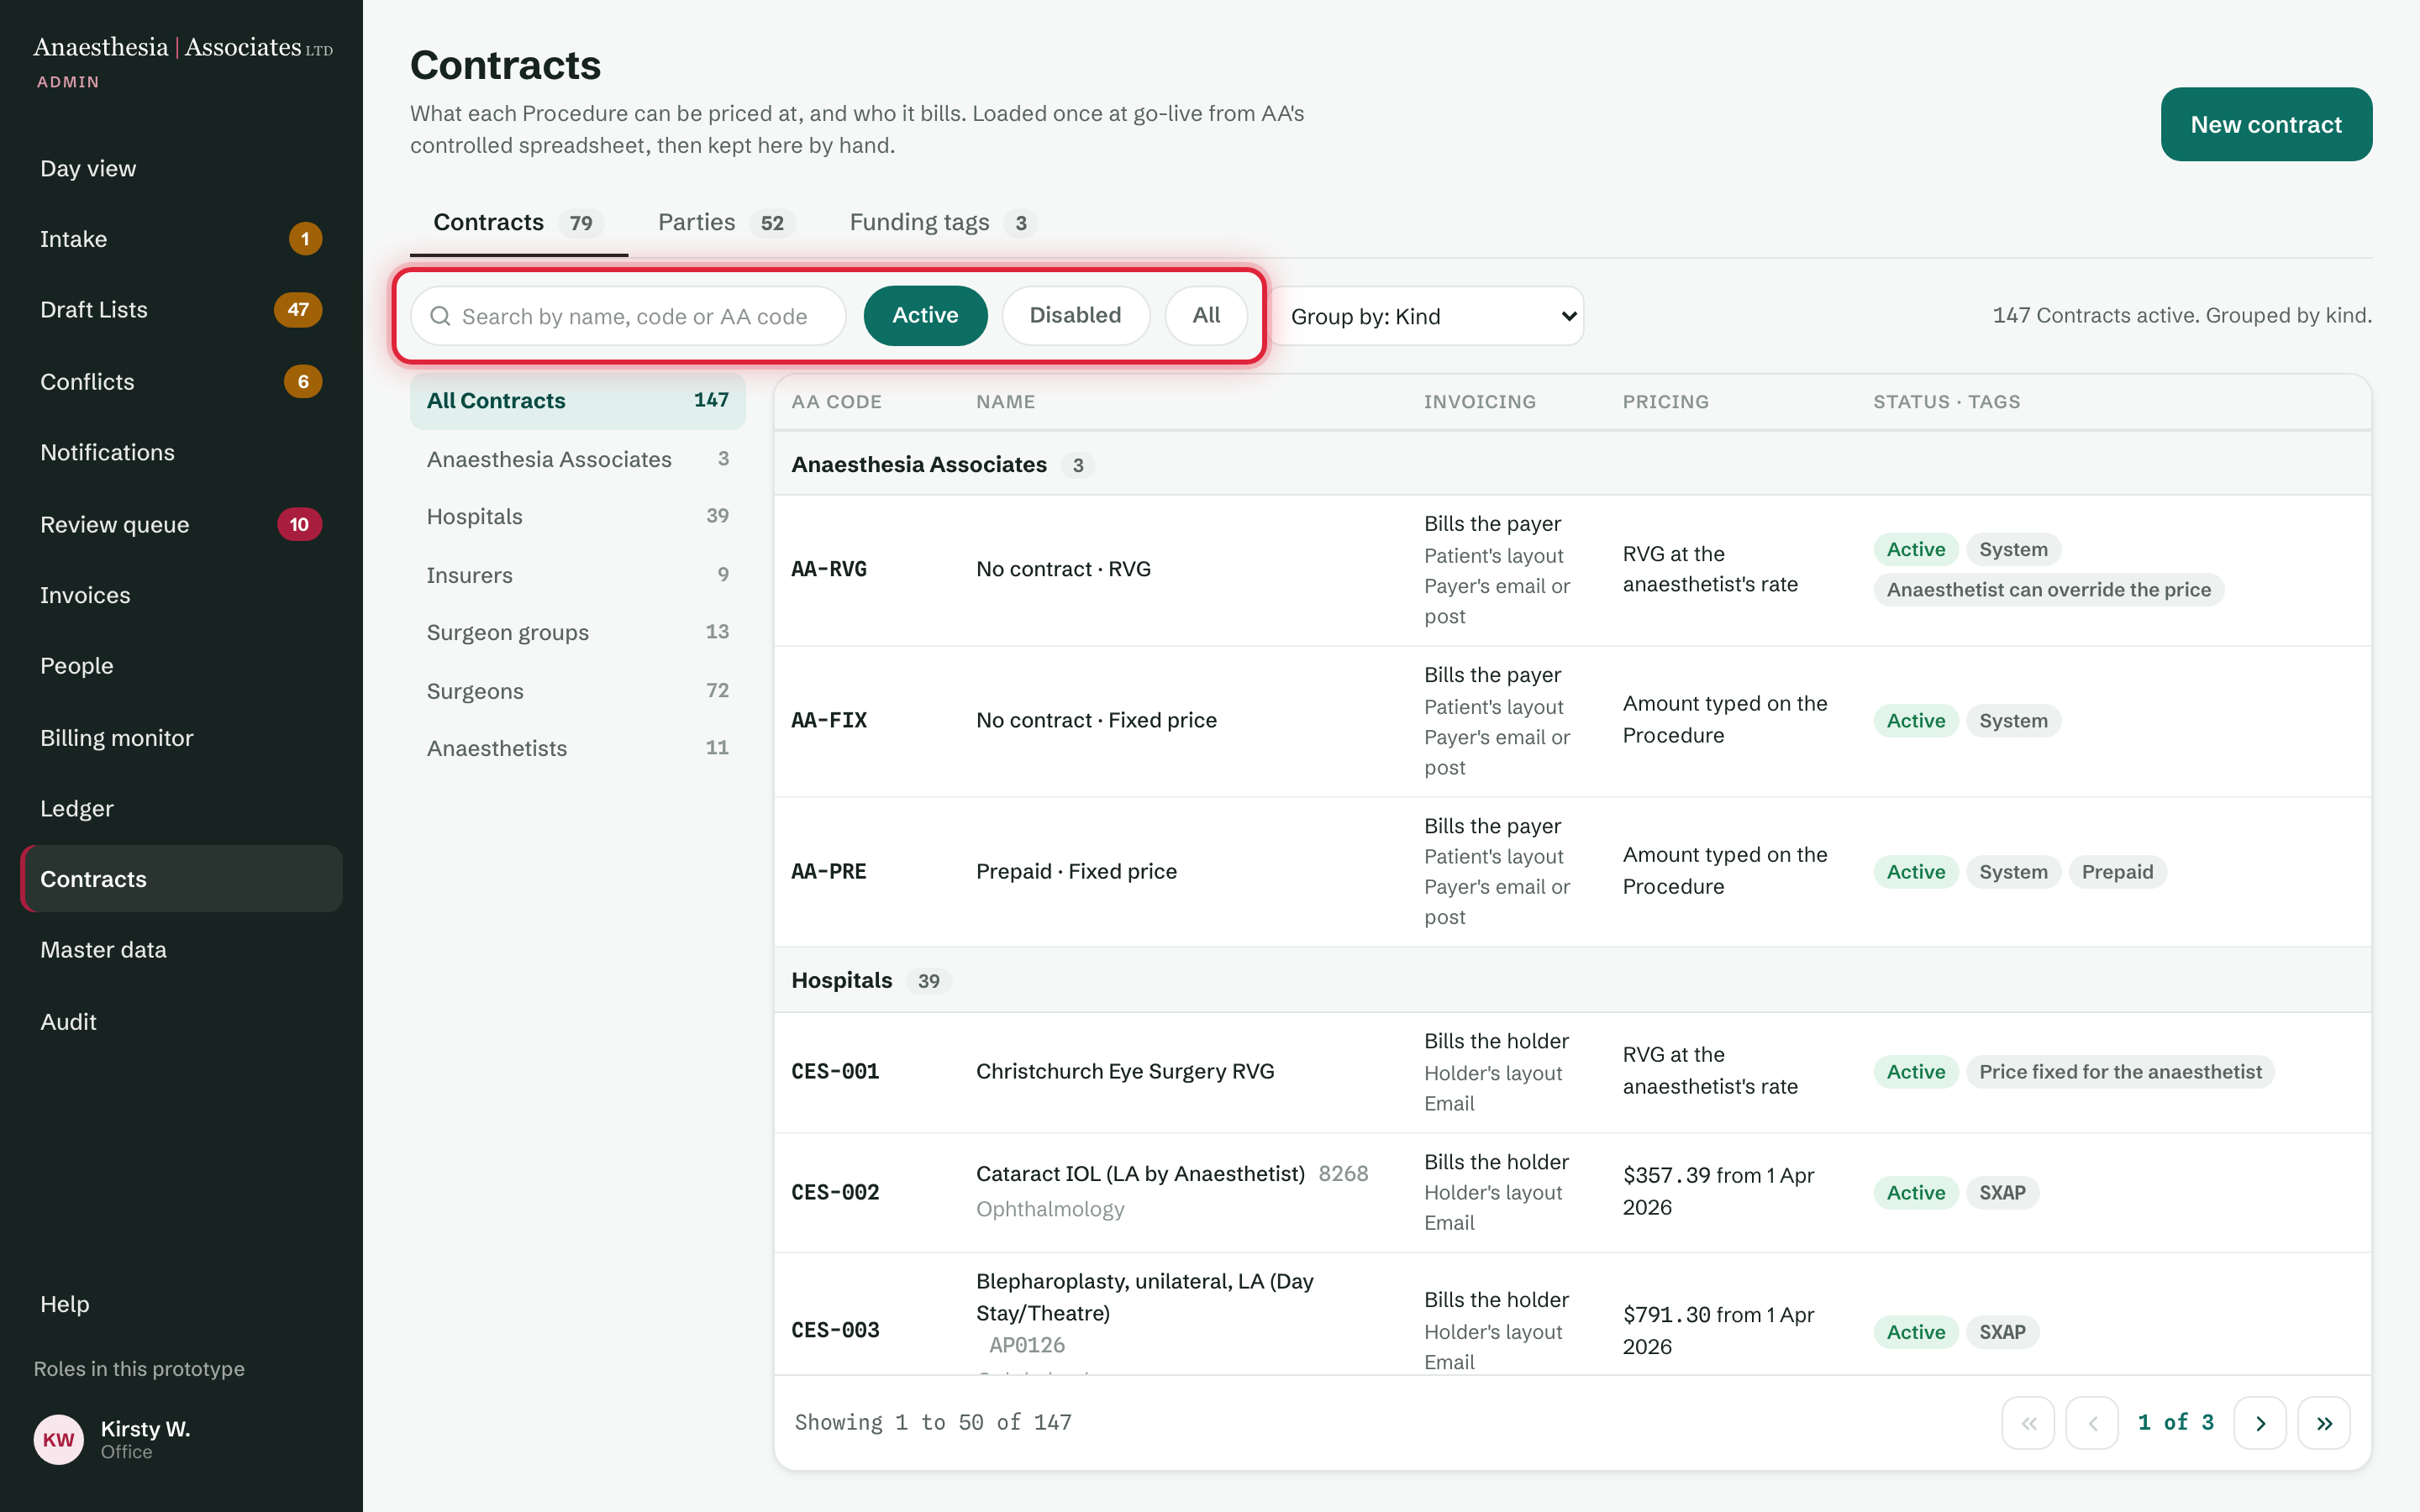 Anaesthesia | Associates LTD
ADMIN
Day view
Intake 1
Draft Lists 47
Conflicts 6
Notifications
Review queue 10
Invoices
People
Billing monitor
Ledger
Contracts
Master data
Audit
Help
Roles in this prototype
KW
Kirsty W.
Office
Contracts
What each Procedure can be priced at, and who it bills. Loaded once at go-live from AA's
controlled spreadsheet, then kept here by hand.
New contract
Contracts 79 Parties 52 Funding tags 3
Search by name, code or AA code Active Disabled All Group by: Kind 147 Contracts active. Grouped by kind.
All Contracts 147
Anaesthesia Associates 3
Hospitals 39
Insurers 9
Surgeon groups 13
Surgeons 72
Anaesthetists 11
AA CODE NAME INVOICING PRICING STATUS · TAGS
Anaesthesia Associates 3
AA-RVG
No contract · RVG
Bills the payer
Patient's layout
Payer's email or
post
RVG at the
anaesthetist's rate
Active System
Anaesthetist can override the price
AA-FIX
No contract · Fixed price
Bills the payer
Patient's layout
Payer's email or
post
Amount typed on the
Procedure
Active System
AA-PRE
Prepaid · Fixed price
Bills the payer
Patient's layout
Payer's email or
post
Amount typed on the
Procedure
Active System Prepaid
Hospitals 39
CES-001
Christchurch Eye Surgery RVG
Bills the holder
Holder's layout
Email
RVG at the
anaesthetist's rate
Active Price fixed for the anaesthetist
CES-002
Cataract IOL (LA by Anaesthetist) 8268
Ophthalmology
Bills the holder
Holder's layout
Email
$357.39 from 1 Apr
2026
Active SXAP
CES-003
Blepharoplasty, unilateral, LA (Day
Stay/Theatre)
AP0126
Bills the holder
Holder's layout
Email
$791.30 from 1 Apr
2026
Active SXAP
Showing 1 to 50 of 147
« ‹ 1 of 3 › »